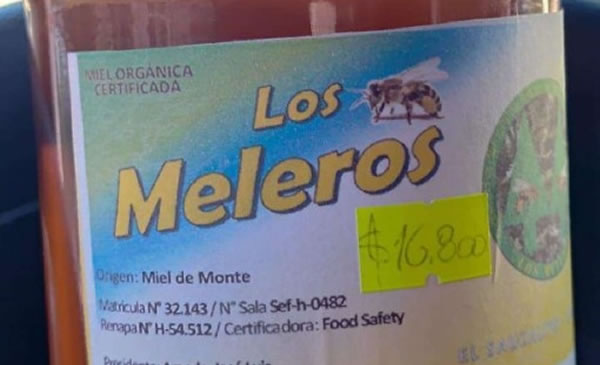 MIEL ORGÁNICA
CERTIFICADA
Los
Meleros
$16.800
Origen: Miel de Monte
Matricula N° 32.143 / N° Sala Sef-h-0482
Renapa N° H-54.512 / Certificadora: Food Safety